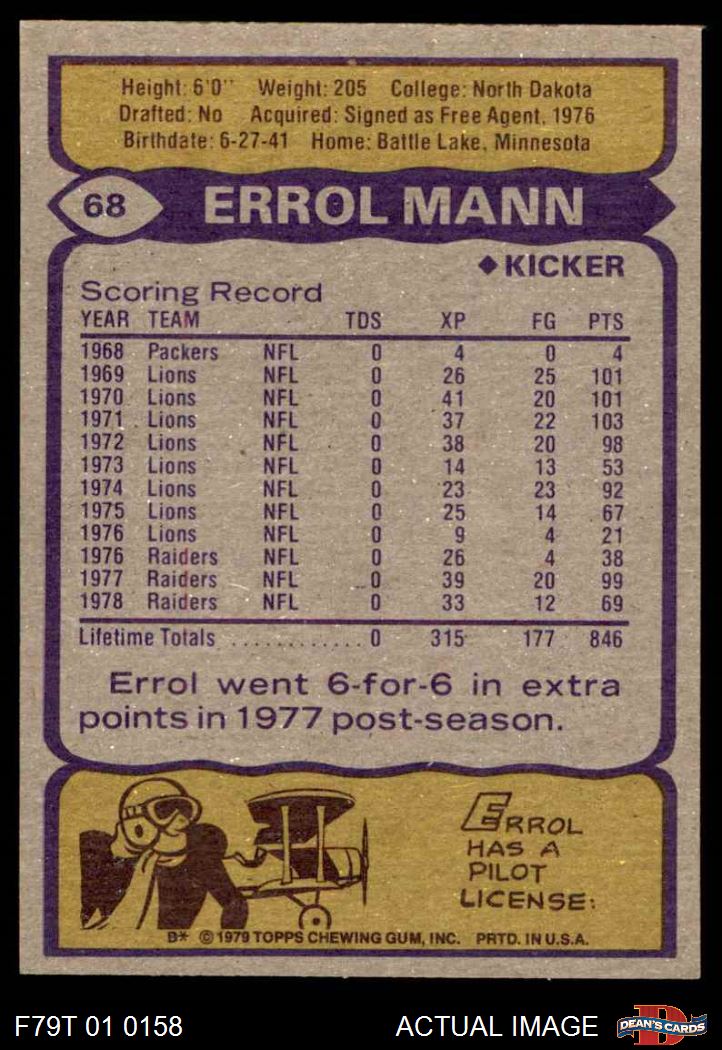 Height: 6'0" Weight: 205 College: North Dakota
Drafted: No Acquired: Signed as Free Agent, 1976
Birthdate: 6-27-41 Home: Battle Lake, Minnesota
68 ERROL MANN
◆ KICKER
Scoring Record
YEAR TEAM TDS XP FG PTS
1968 Packers NFL 0 4 0 4
1969 Lions NFL 0 26 25 101
1970 Lions NFL 0 41 20 101
1971 Lions NFL 0 37 22 103
1972 Lions NFL 0 38 20 98
1973 Lions NFL 0 14 13 53
1974 Lions NFL 0 23 23 92
1975 Lions NFL 0 25 14 67
1976 Lions NFL 0 9 4 21
1976 Raiders NFL 0 26 4 38
1977 Raiders NFL 0 39 20 99
1978 Raiders NFL 0 33 12 69
Lifetime Totals ............ 0 315 177 846
Errol went 6-for-6 in extra
points in 1977 post-season.
ERROL
HAS A
PILOT
LICENSE.
B* © 1979 TOPPS CHEWING GUM, INC. PRTD. IN U.S.A.
F79T 01 0158 ACTUAL IMAGE D DEAN'S CARDS